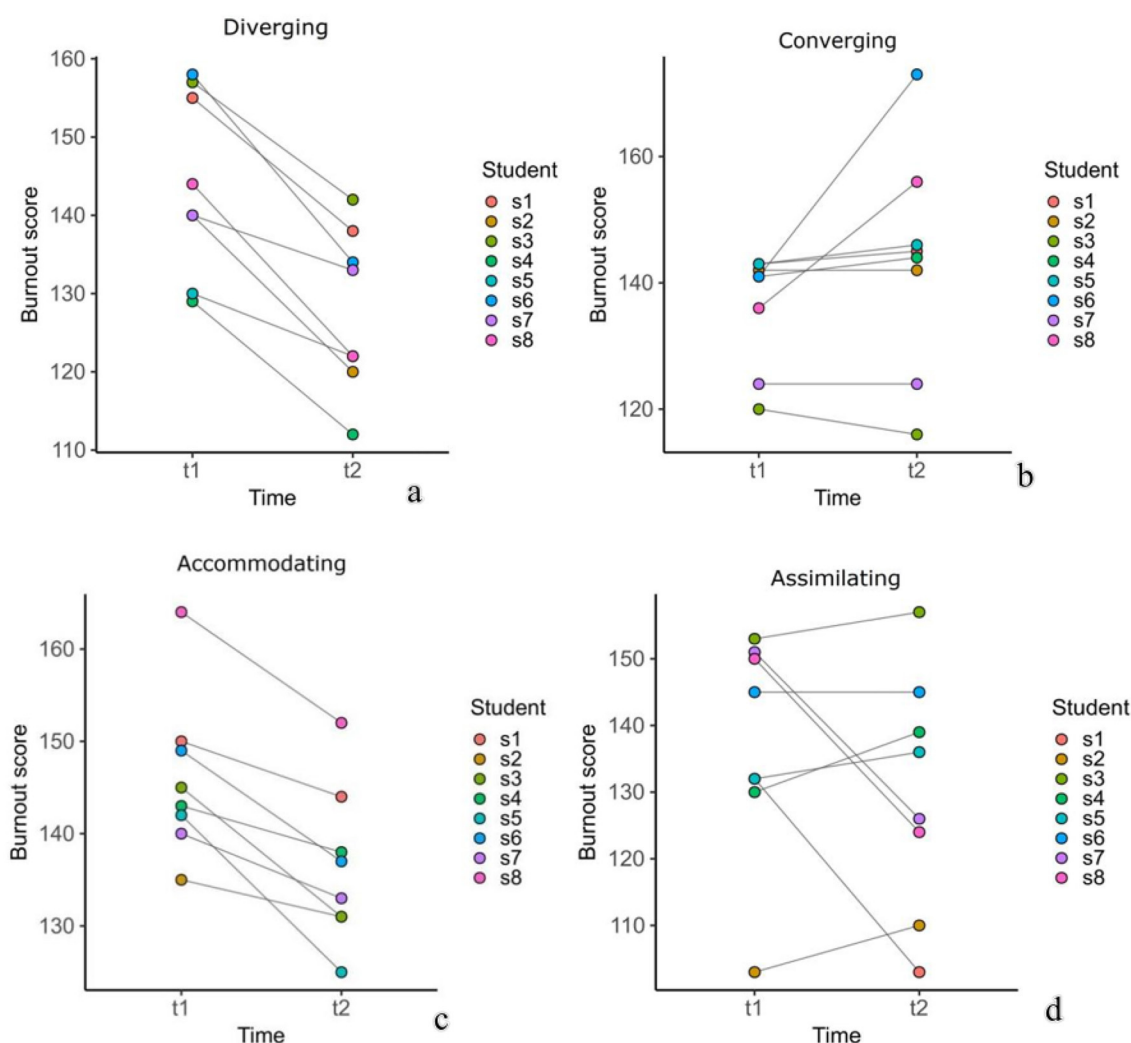 Diverging
160
150
140
130
120
110
Burnout score
t1 t2
Time
Student
s1
s2
s3
s4
s5
s6
s7
s8
a
Converging
160
140
120
Burnout score
t1 t2
Time
Student
s1
s2
s3
s4
s5
s6
s7
s8
b
Accommodating
160
150
140
130
Burnout score
t1 t2
Time
Student
s1
s2
s3
s4
s5
s6
s7
s8
c
Assimilating
150
140
130
110
Burnout score
t1 t2
Time
Student
s1
s2
s3
s4
s5
s6
s7
s8
d